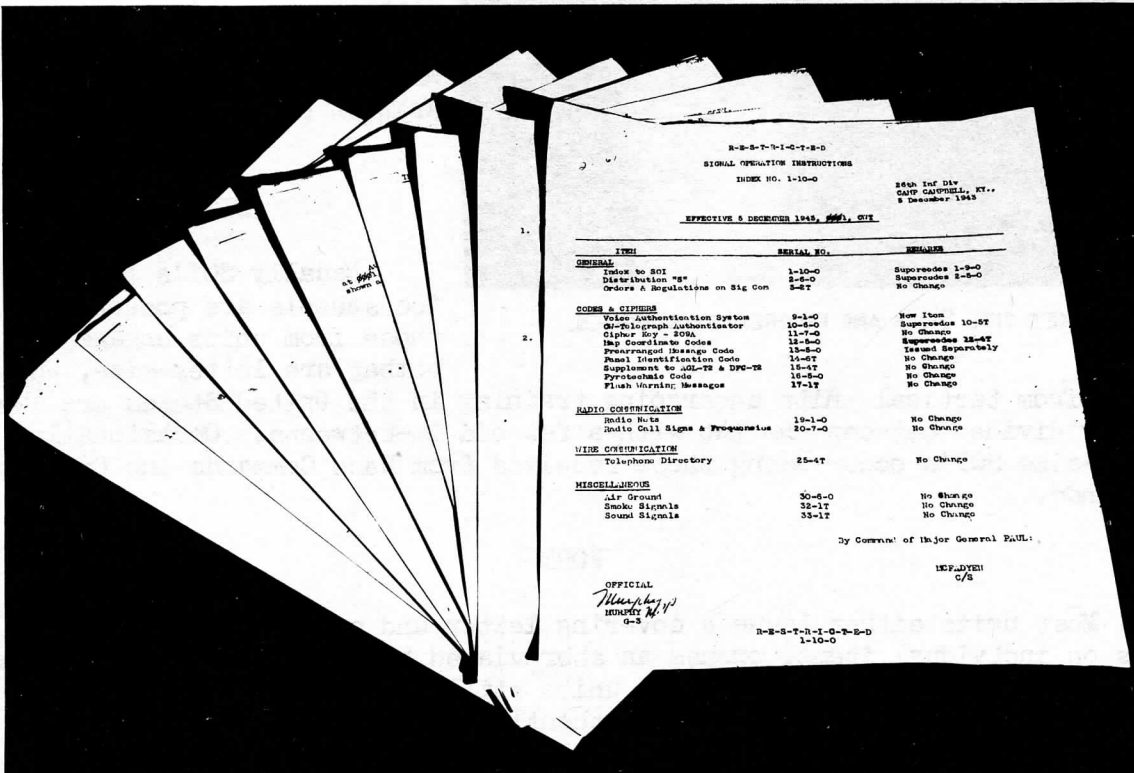 R-E-S-T-R-I-C-T-E-D
SIGNAL OPERATION INSTRUCTIONS
INDEX NO. 1-10-0
26th Inf Div
CAMP CAMPBELL, KY.,
5 December 1943
EFFECTIVE 5 DECEMBER 1943, 1, GCT
1.
ITEM SERIAL NO. REMARKS
GENERAL
Index to SOI 1-10-0 Supercedes 1-9-0
Distribution "S" 2-6-0 Supercedes 2-5-0
Orders & Regulations on Sig Com 3-2T No Change
CODES & CIPHERS
Voice Authentication System 9-1-0 New Item
CW-Telegraph Authenticator 10-6-0 Supercedes 10-5T
Cipher Key - 209A 11-7-0 No Change
2.
Map Coordinate Codes 12-5-0 Supercedes 12-4T
Prearranged Message Code 13-5-0 Issued Separately
Panel Identification Code 14-5T No Change
Supplement to AGL-T2 & DFC-T2 15-4T No Change
Pyrotechnic Code 16-5-0 No Change
Flash Warning Messages 17-1T No Change
RADIO COMMUNICATION
Radio Nets 19-1-0 No Change
Radio Call Signs & Frequencies 20-7-0 No Change
WIRE COMMUNICATION
Telephone Directory 25-4T No Change
MISCELLANEOUS
Air Ground 30-6-0 No Change
Smoke Signals 32-1T No Change
Sound Signals 33-1T No Change
By Command of Major General PAUL:
MCFADYEN
C/S
OFFICIAL
Murphy
MURPHY
G-3
R-E-S-T-R-I-C-T-E-D
1-10-0
at
shown a